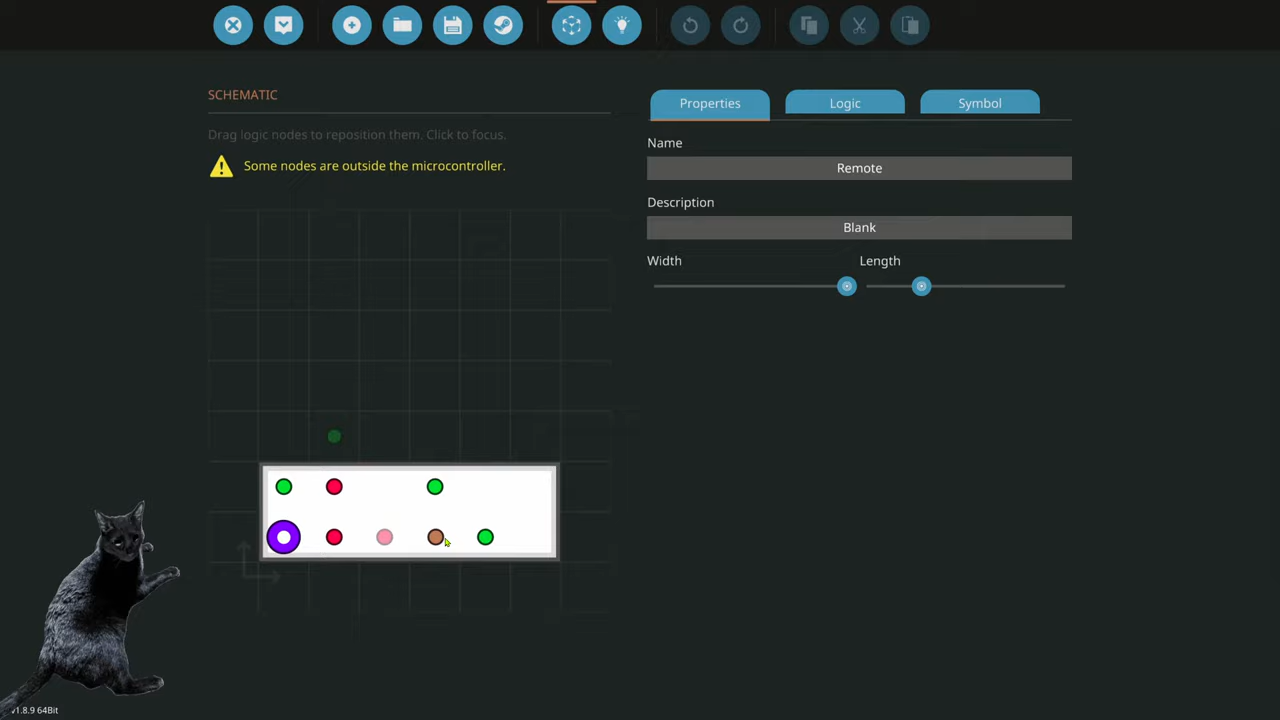 SCHEMATIC
Drag logic nodes to reposition them. Click to focus.
Some nodes are outside the microcontroller.
Properties
Logic
Symbol
Name
Remote
Description
Blank
Width
Length
v1.8.9 64Bit